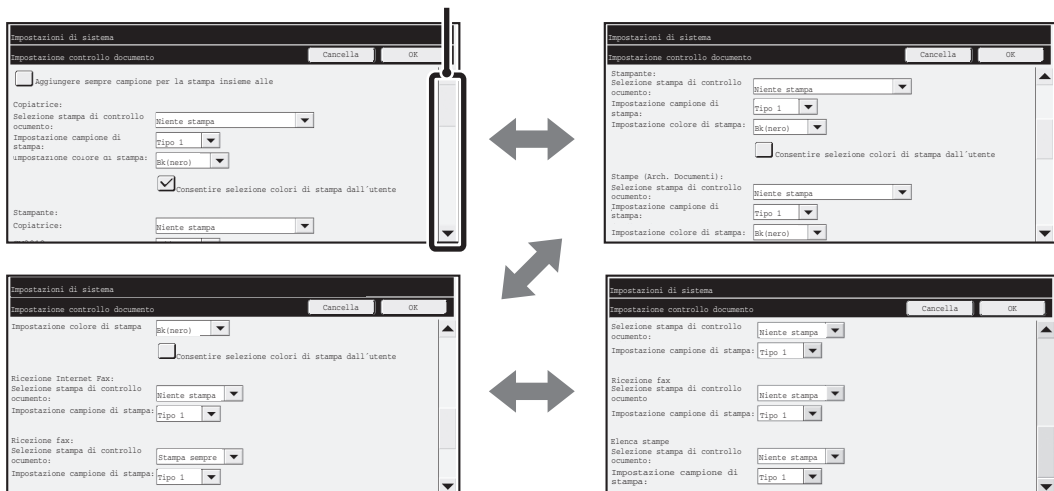 Impostazioni di sistema
Impostazione controllo documento
Cancella
OK
Aggiungere sempre campione per la stampa insieme alle
Copiatrice:
Selezione stampa di controllo
ocumento:
Niente stampa
Impostazione campione di
stampa:
Tipo 1
Impostazione colore di stampa:
Bk(nero)
Consentire selezione colori di stampa dall'utente
Stampante:
Copiatrice:
Niente stampa
Impostazioni di sistema
Impostazione controllo documento
Cancella
OK
Stampante:
Selezione stampa di controllo
ocumento:
Niente stampa
Impostazione campione di
stampa:
Tipo 1
Impostazione colore di stampa:
Bk(nero)
Consentire selezione colori di stampa dall'utente
Stampe (Arch. Documenti):
Selezione stampa di controllo
ocumento:
Niente stampa
Impostazione campione di
stampa:
Tipo 1
Impostazione colore di stampa:
Bk(nero)
Impostazioni di sistema
Impostazione controllo documento
Cancella
OK
Impostazione colore di stampa
Bk(nero)
Consentire selezione colori di stampa dall'utente
Ricezione Internet Fax:
Selezione stampa di controllo
ocumento:
Niente stampa
Impostazione campione di stampa:
Tipo 1
Ricezione fax:
Selezione stampa di controllo
ocumento:
Stampa sempre
Impostazione campione di stampa:
Tipo 1
Impostazioni di sistema
Impostazione controllo documento
Cancella
OK
Selezione stampa di controllo
ocumento:
Niente stampa
Impostazione campione di stampa:
Tipo 1
Ricezione fax
Selezione stampa di controllo
ocumento
Niente stampa
Impostazione campione di stampa:
Tipo 1
Elenca stampe
Selezione stampa di controllo
ocumento:
Niente stampa
Impostazione campione di
stampa:
Tipo 1